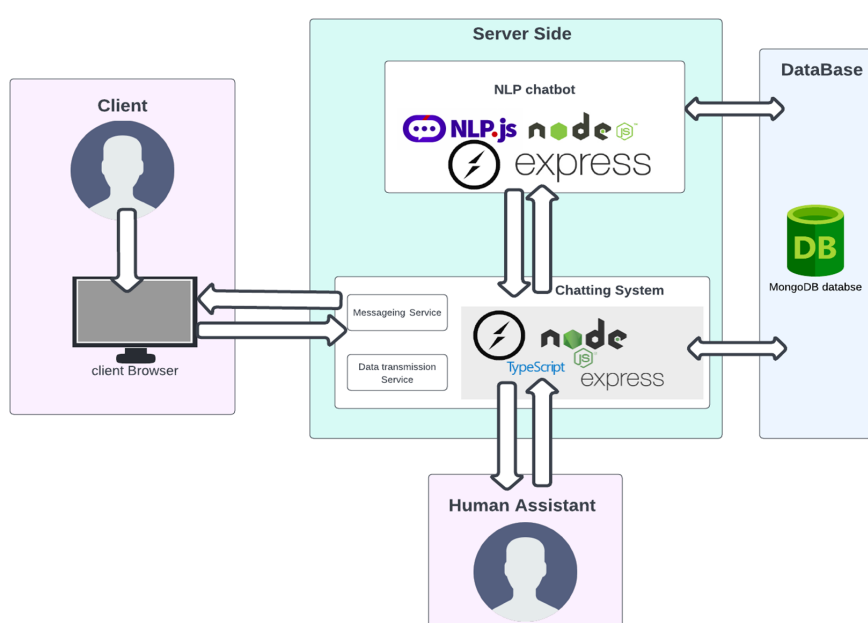 Server Side
DataBase
Client
NLP chatbot
NLP.js node JS
express
DB
MongoDB databse
Chatting System
Messageing Service
node
JS
TypeScript
express
Data transmission
Service
client Browser
Human Assistant